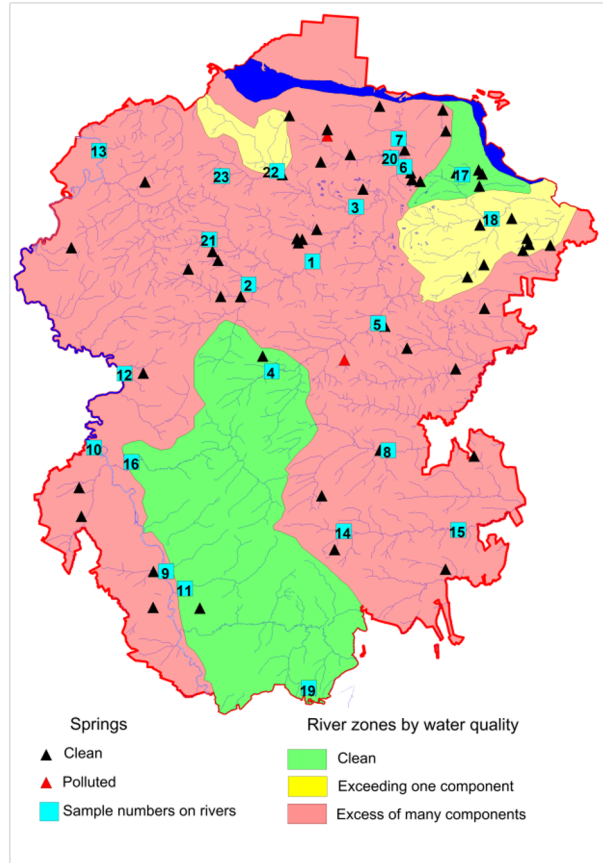 7
13
20
6
22
17
23
3
18
21
1
2
5
4
12
10
8
16
14
15
9
11
19
Springs
River zones by water quality
Clean
Clean
Polluted
Exceeding one component
Sample numbers on rivers
Excess of many components